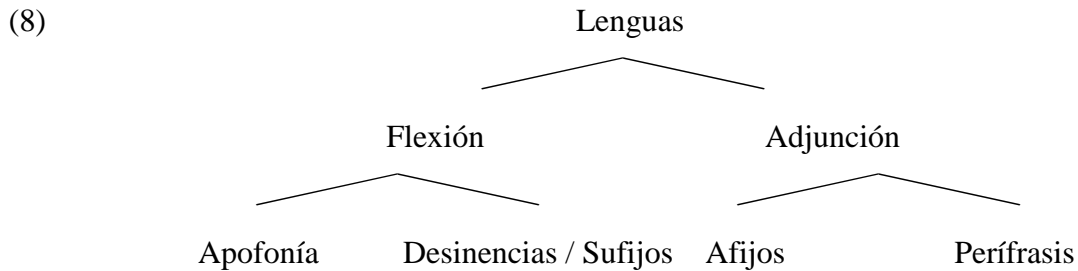 (8) Lenguas
Flexión Adjunción
Apofonía Desinencias / Sufijos Afijos Perífrasis